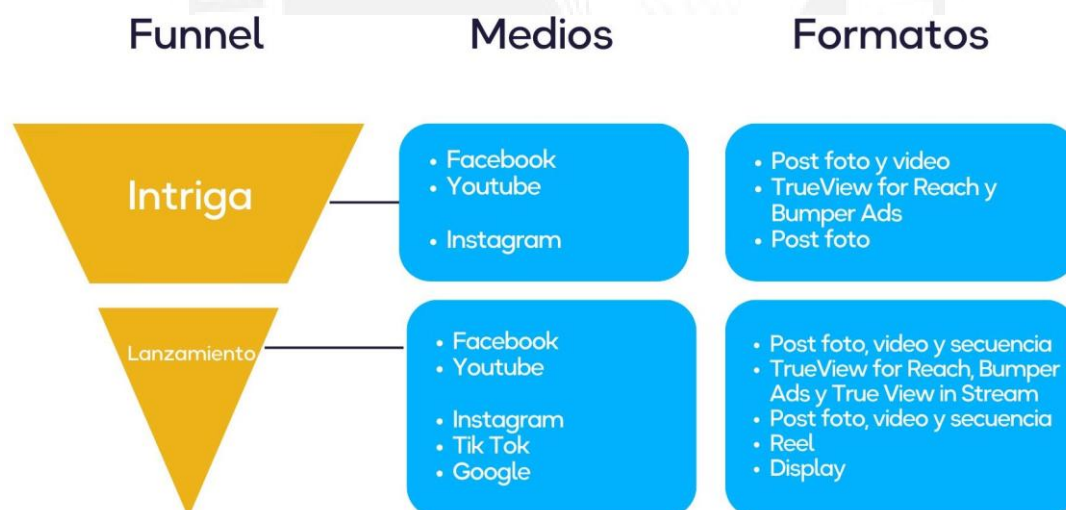 Funnel
Medios
Formatos
Intriga
• Facebook
• Youtube
• Instagram
• Post foto y video
• TrueView for Reach y
Bumper Ads
• Post foto
Lanzamiento
• Facebook
• Youtube
• Instagram
• Tik Tok
• Google
• Post foto, video y secuencia
• TrueView for Reach, Bumper
Ads y True View in Stream
• Post foto, video y secuencia
• Reel
• Display